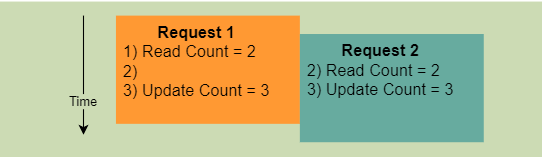 Time
Request 1
1) Read Count = 2
2)
3) Update Count = 3
Request 2
2) Read Count = 2
3) Update Count = 3